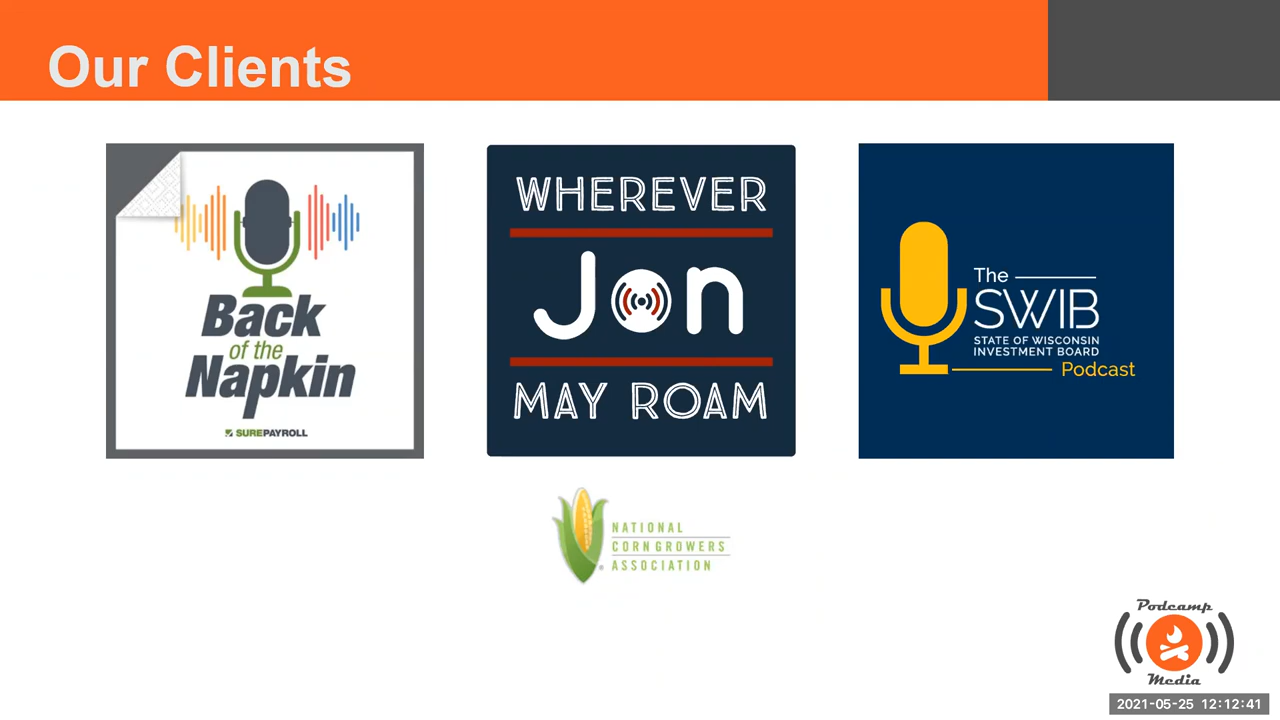 Our Clients
Back
of the
Napkin
SUREPAYROLL
WHEREVER
Jon
MAY ROAM
The
SWIB
STATE OF WISCONSIN
INVESTMENT BOARD
Podcast
NATIONAL
CORN GROWERS
ASSOCIATION
Podcamp
Media
2021-05-25 12:12:41